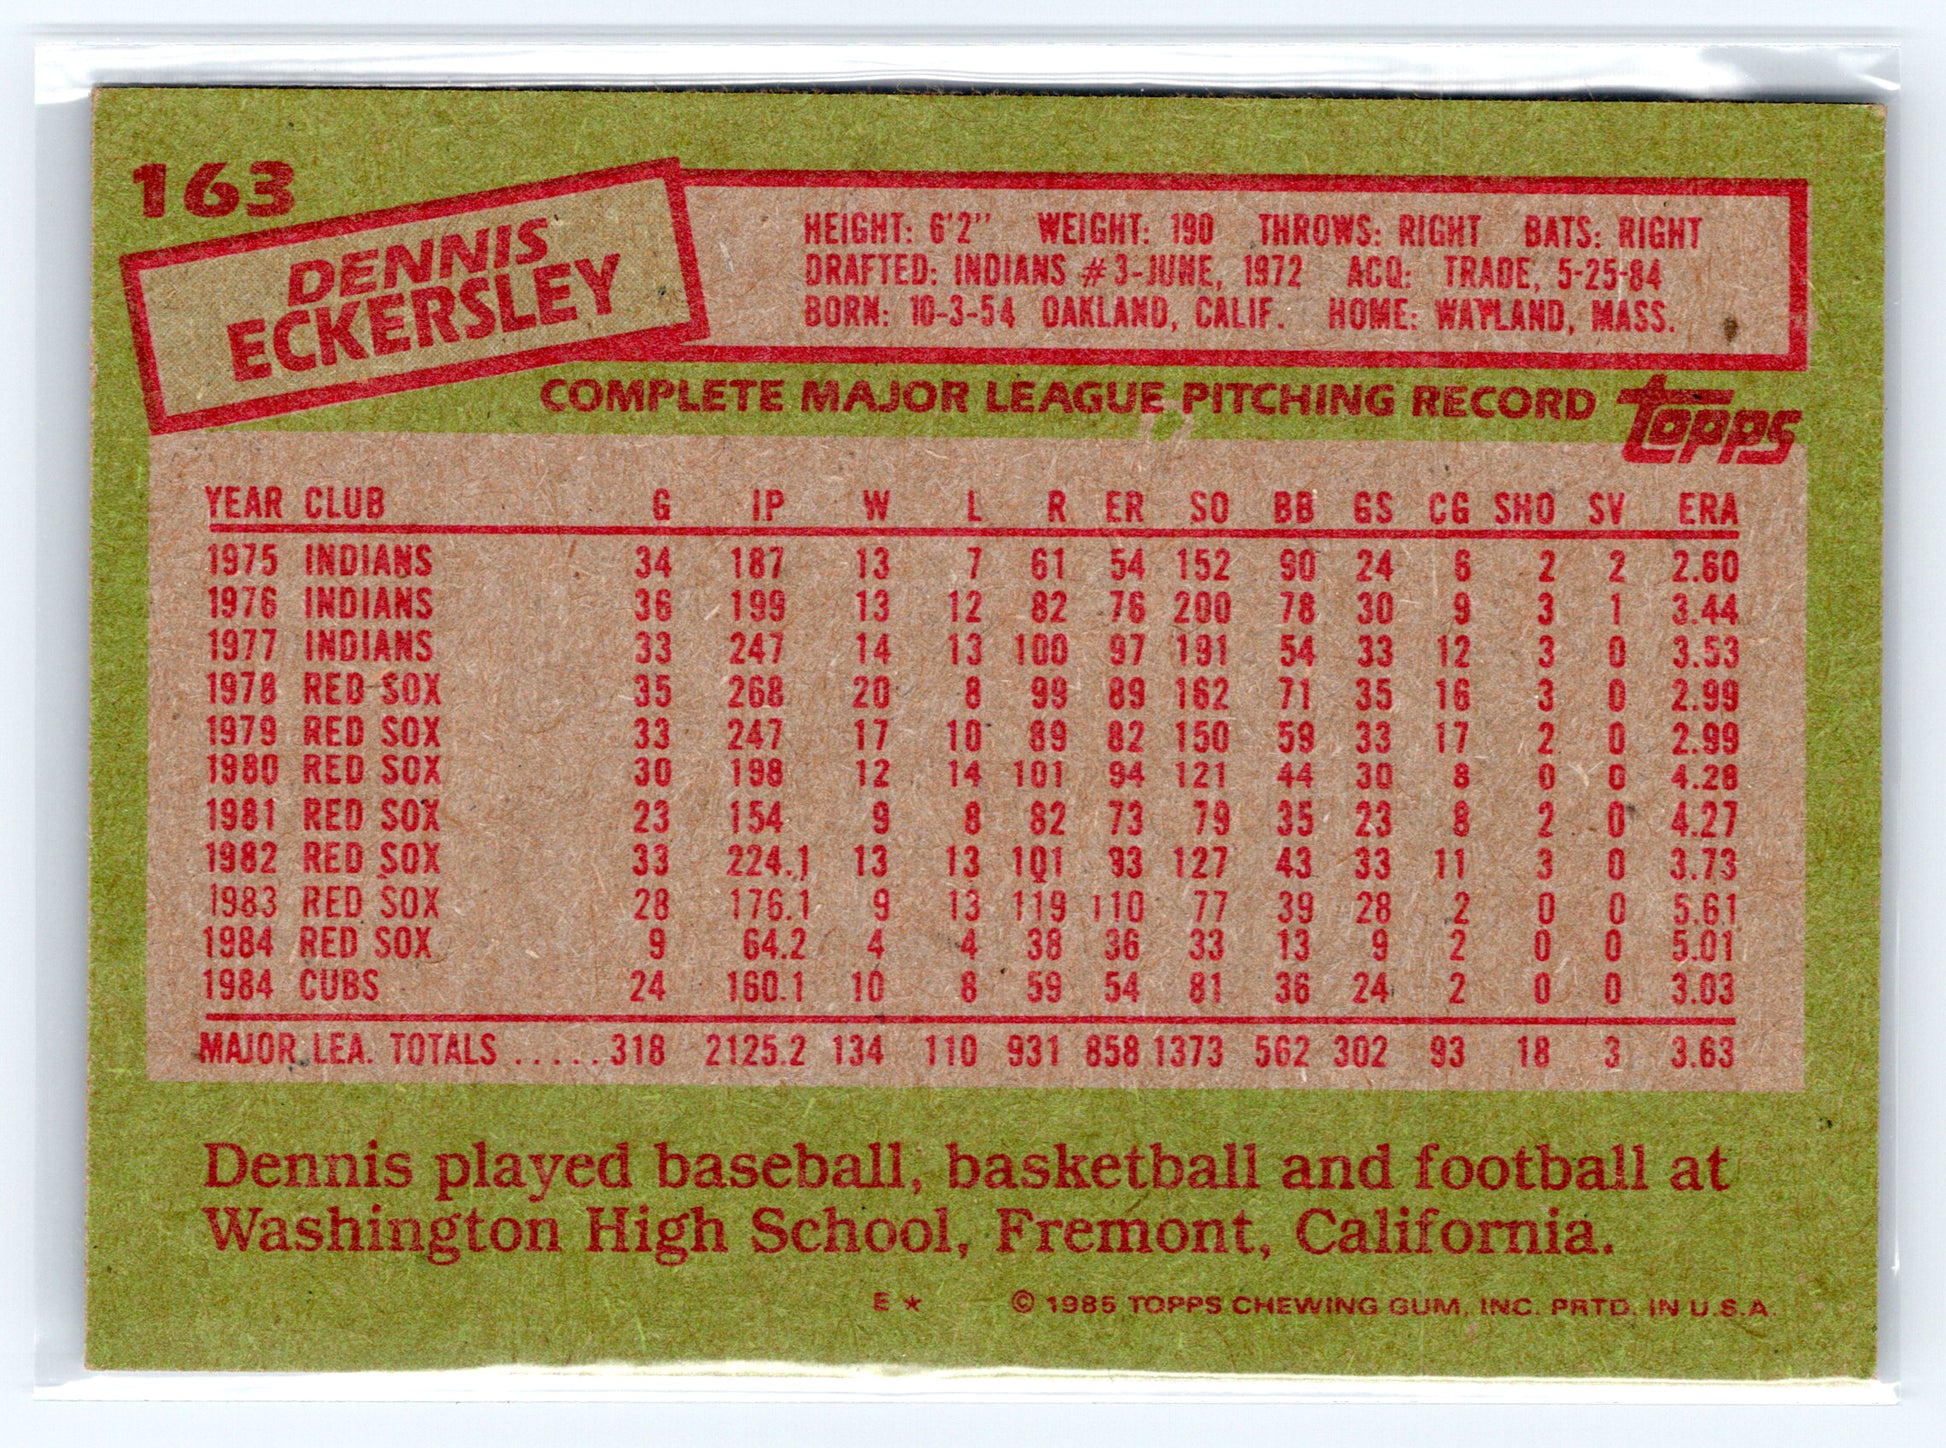 163
DENNIS
ECKERSLEY
HEIGHT: 6'2" WEIGHT: 190 THROWS: RIGHT BATS: RIGHT
DRAFTED: INDIANS #3-JUNE, 1972 ACQ: TRADE, 5-25-84
BORN: 10-3-54 OAKLAND, CALIF. HOME: WAYLAND, MASS.
COMPLETE MAJOR LEAGUE PITCHING RECORD
topps
YEAR CLUB G IP W L R ER SO BB GS CG SHO SV ERA
1975 INDIANS 34 187 13 7 61 54 152 90 24 6 2 2 2.60
1976 INDIANS 36 199 13 12 82 76 200 78 30 9 3 1 3.44
1977 INDIANS 33 247 14 13 100 97 191 54 33 12 3 0 3.53
1978 RED SOX 35 268 20 8 99 89 162 71 35 16 3 0 2.99
1979 RED SOX 33 247 17 10 89 82 150 59 33 17 2 0 2.99
1980 RED SOX 30 198 12 14 101 94 121 44 30 8 0 0 4.28
1981 RED SOX 23 154 9 8 82 73 79 35 23 8 2 0 4.27
1982 RED SOX 33 224.1 13 13 101 93 127 43 33 11 3 0 3.73
1983 RED SOX 28 176.1 9 13 119 110 77 39 28 2 0 0 5.61
1984 RED SOX 9 64.2 4 4 38 36 33 13 9 2 0 0 5.01
1984 CUBS 24 160.1 10 8 59 54 81 36 24 2 0 0 3.03
MAJOR LEA. TOTALS .....318 2125.2 134 110 931 858 1373 562 302 93 18 3 3.63
Dennis played baseball, basketball and football at
Washington High School, Fremont, California.
E ★ © 1985 TOPPS CHEWING GUM, INC. PRTD. IN U.S.A.